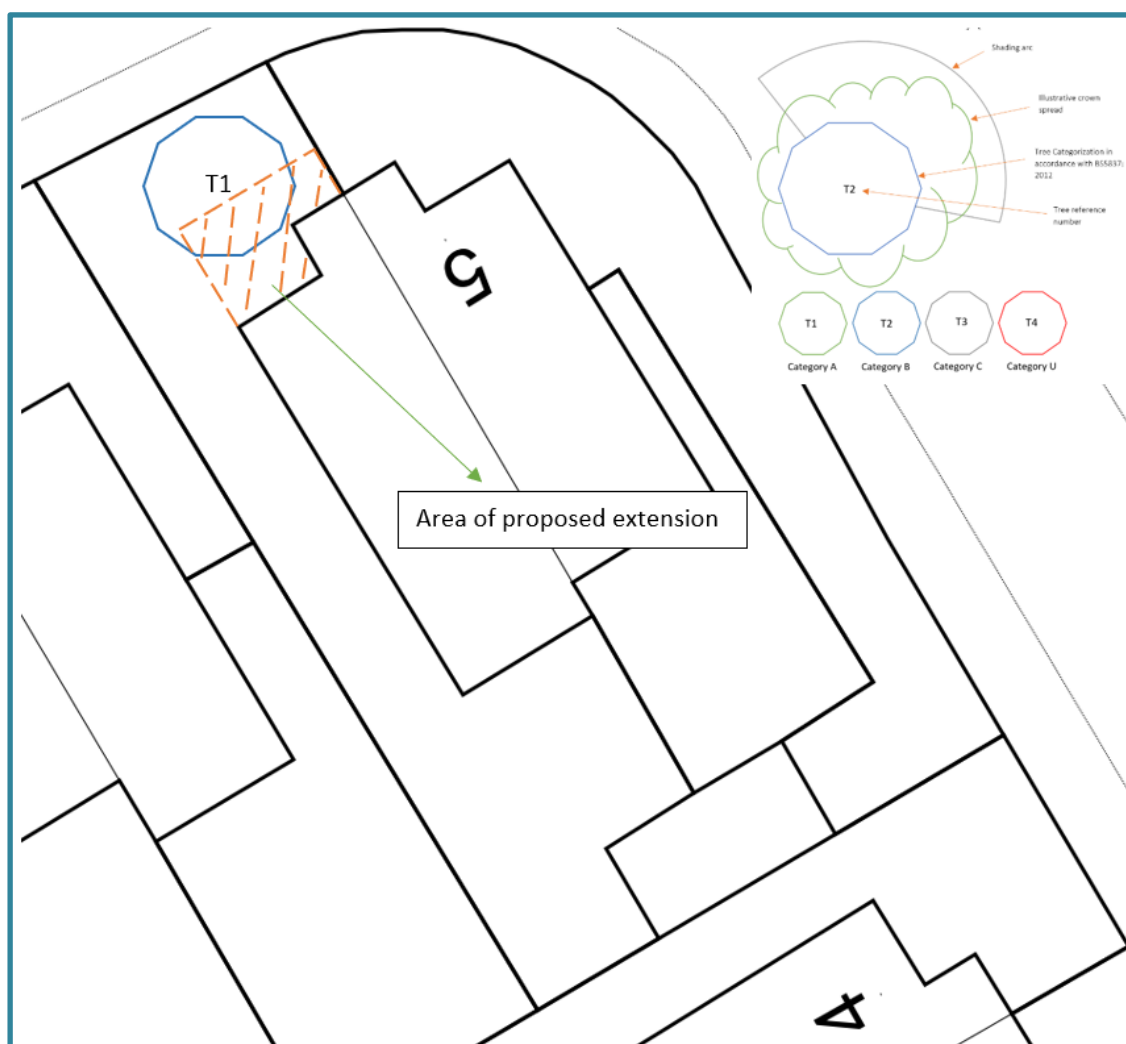 Shading arc
Illustrative crown
spread
Tree Categorization in
accordance with BS5837:
2012
T2
Tree reference
number
T1
T2
T3
T4
Category A
Category B
Category C
Category U
T1
5
Area of proposed extension
4